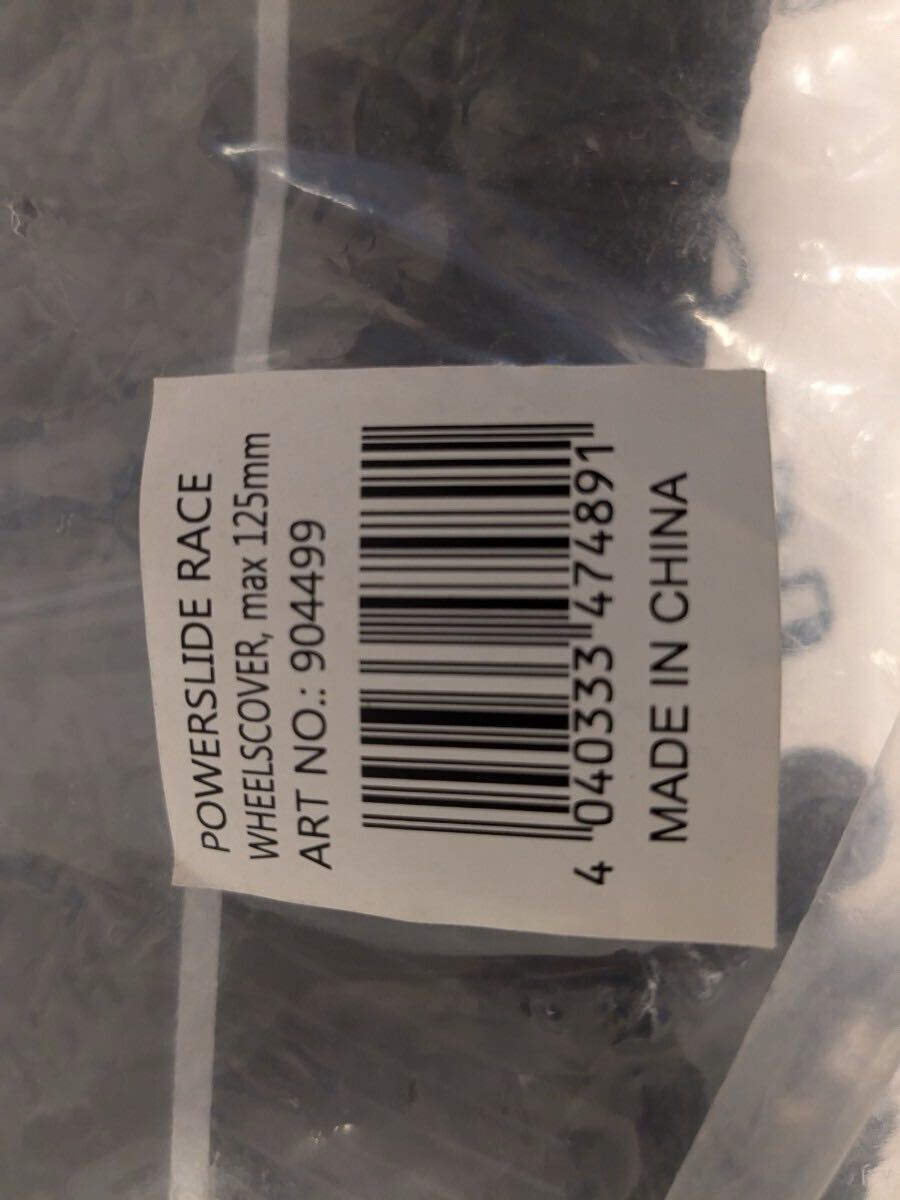 POWERSLIDE RACE
WHEELSCOVER, max 125mm
ART NO.: 904499
4 040333 474891
MADE IN CHINA